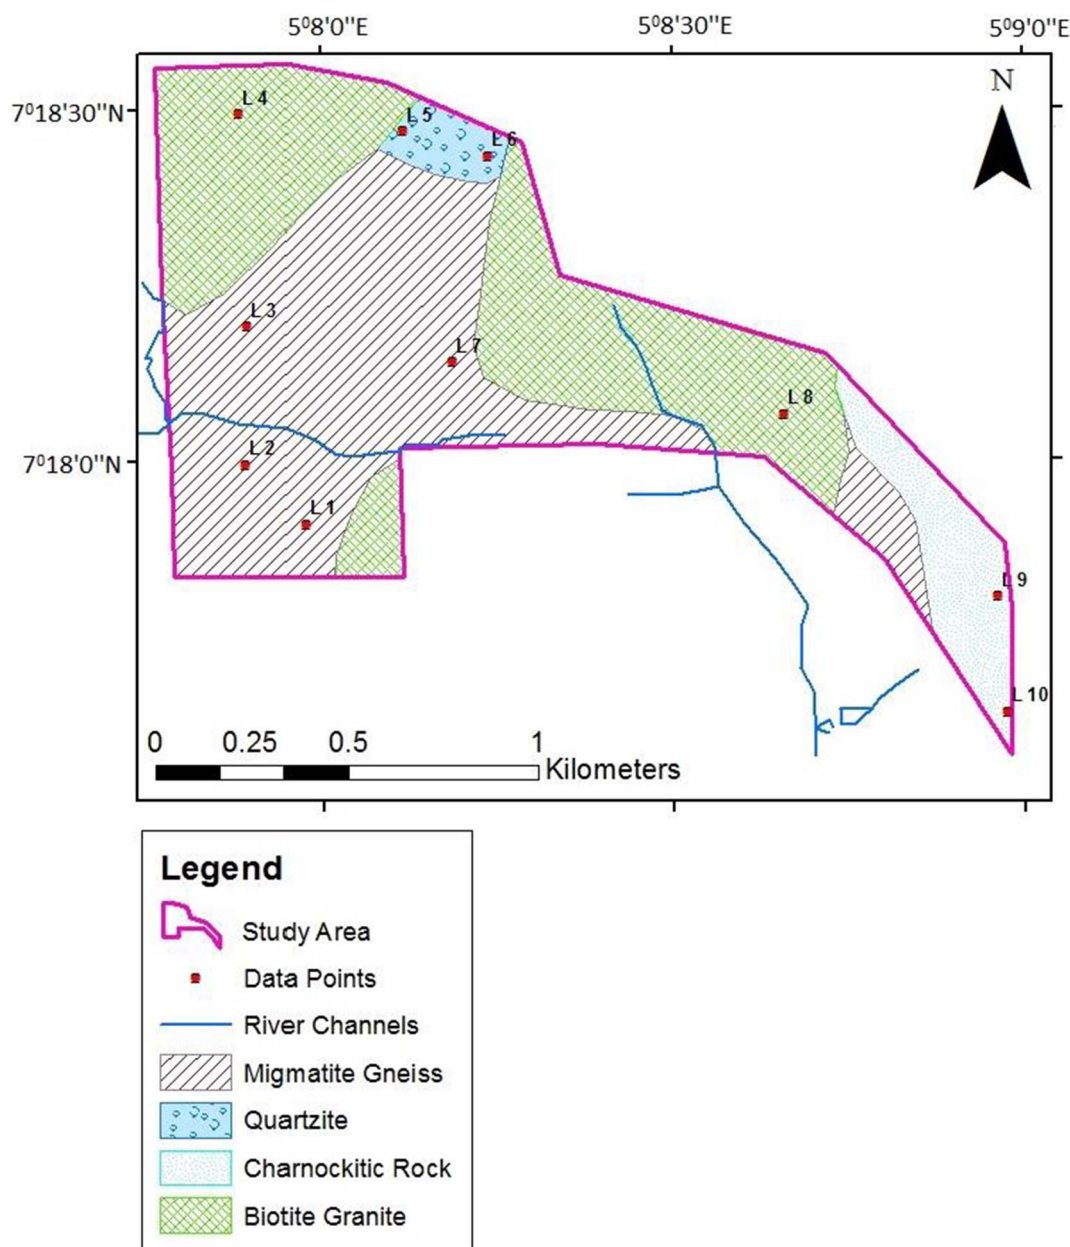 5⁰8'0"E 5⁰8'30"E 5⁰9'0"E
N
7⁰18'30"N
L 4
L 5
L 6
L 3
L 7
L 8
7⁰18'0"N
L 2
L 1
L 9
L 10
0 0.25 0.5 1
Kilometers
Legend
Study Area
Data Points
River Channels
Migmatite Gneiss
Quartzite
Charnockitic Rock
Biotite Granite